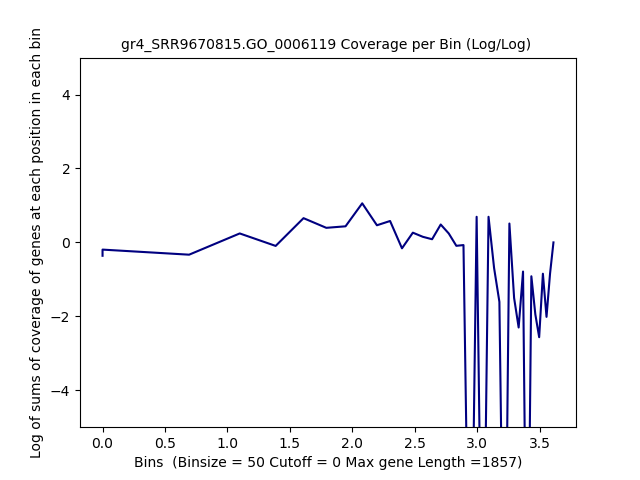 gr4_SRR9670815.GO_0006119 Coverage per Bin (Log/Log)
Log of sums of coverage of genes at each position in each bin
4
2
0
−2
−4
0.0 0.5 1.0 1.5 2.0 2.5 3.0 3.5
Bins  (Binsize = 50 Cutoff = 0 Max gene Length =1857)